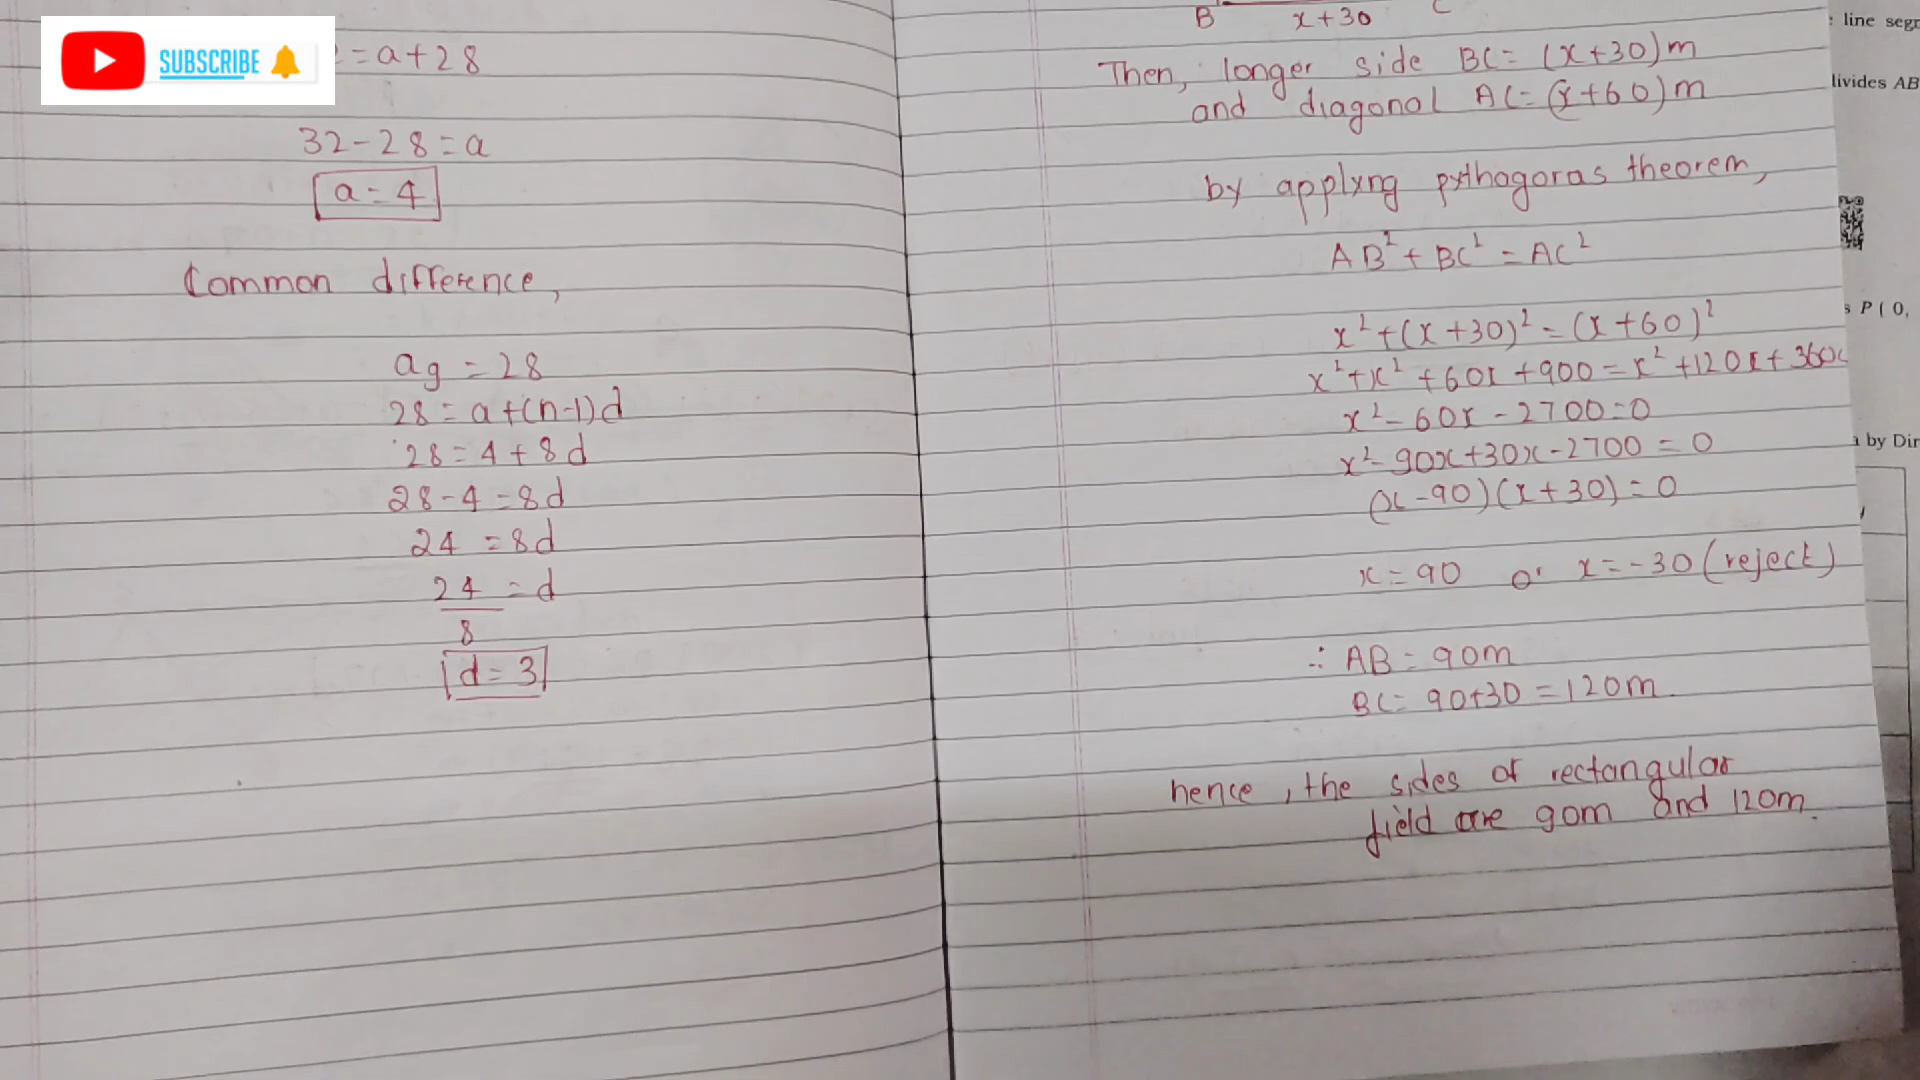 SUBSCRIBE
= a + 28
32 - 28 = a
a = 4
Common difference,
a9 = 28
28 = a + (n-1)d
28 = 4 + 8d
28 - 4 = 8d
24 = 8d
24 = d
8
d = 3
B x+30 C
Then, longer side BC = (x+30)m
and diagonal AC = (x+60)m
by applyng pythagoras theorem,
AB² + BC² = AC²
x² + (x+30)² = (x+60)²
x² + x² + 60x + 900 = x² + 120x + 360
x² - 60x - 2700 = 0
x² - 90x + 30x - 2700 = 0
(x-90)(x+30) = 0
x = 90 or x = -30 (reject)
∴ AB = 90m
BC = 90+30 = 120m.
hence, the sides of rectangular
field are 90m and 120m.
: line segr
livides AB
P ( 0,
by Dir